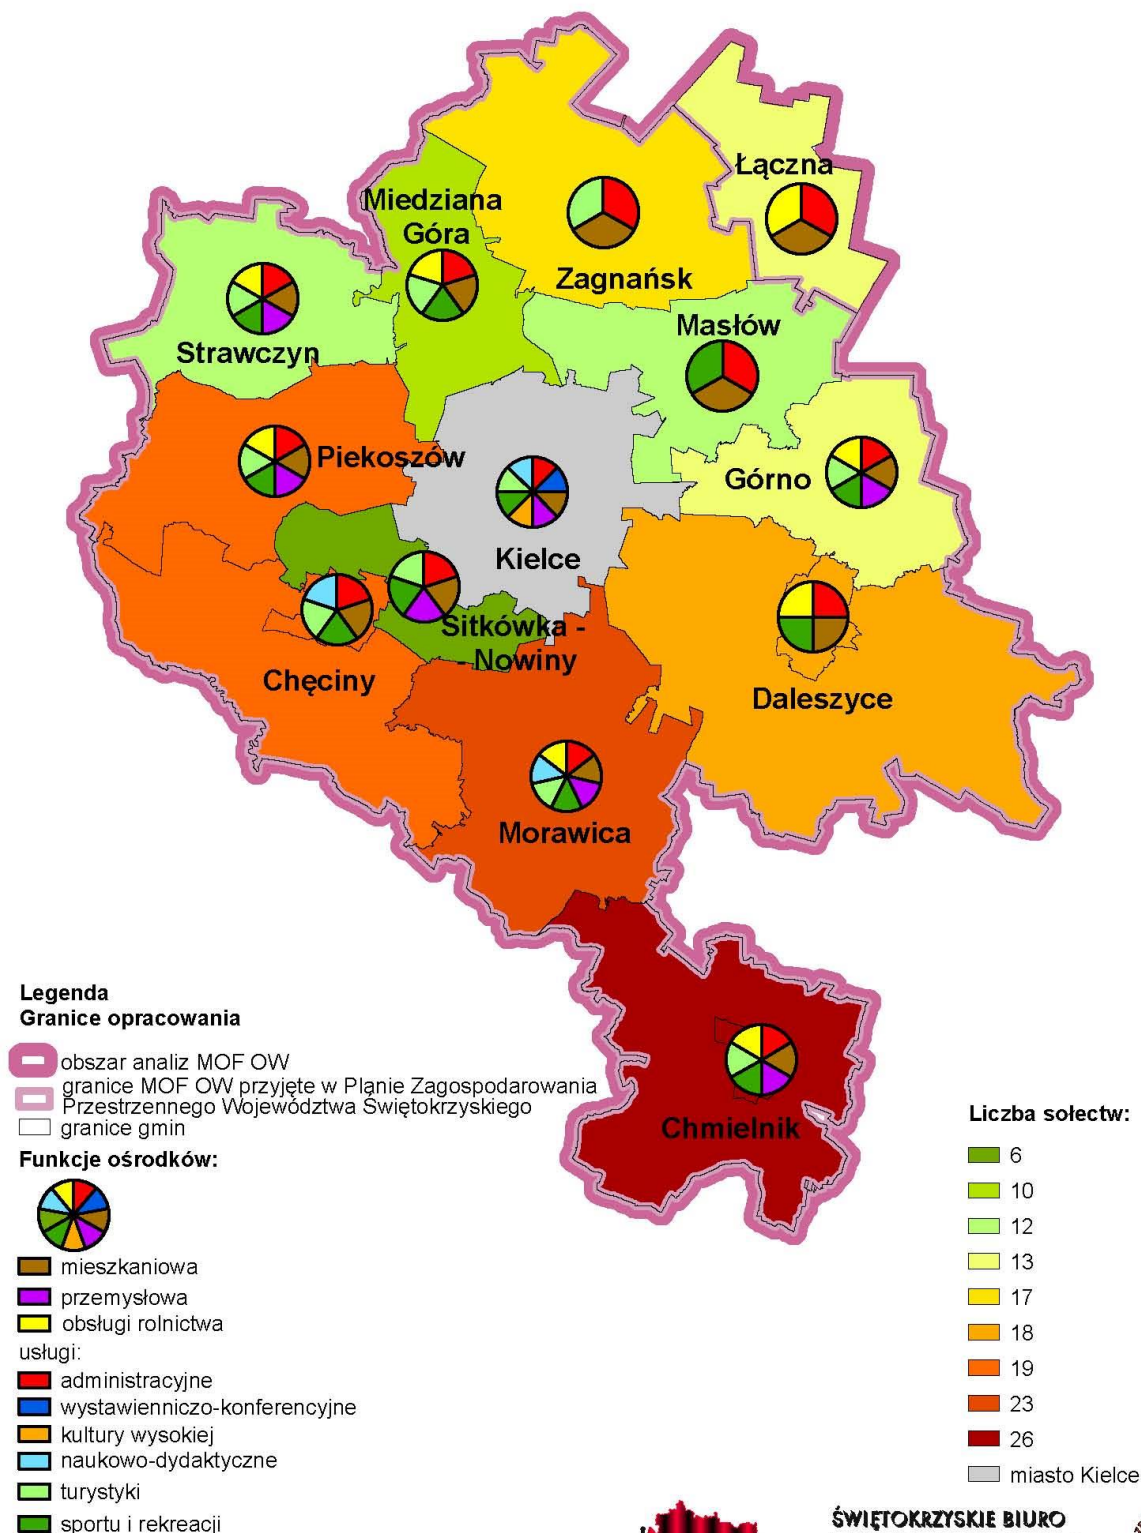 Łączna
Miedziana
Góra
Zagnańsk
Masłów
Strawczyn
Piekoszów
Górno
Kielce
Sitkówka -
- Nowiny
Chęciny
Daleszyce
Morawica
Chmielnik
Legenda
Granice opracowania
obszar analiz MOF OW
granice MOF OW przyjęte w Planie Zagospodarowania
Przestrzennego Województwa Świętokrzyskiego
granice gmin
Funkcje ośrodków:
mieszkaniowa
przemysłowa
obsługi rolnictwa
usługi:
administracyjne
wystawienniczo-konferencyjne
kultury wysokiej
naukowo-dydaktyczne
turystyki
sportu i rekreacji
Liczba sołectw:
6
10
12
13
17
18
19
23
26
miasto Kielce
ŚWIĘTOKRZYSKIE BIURO